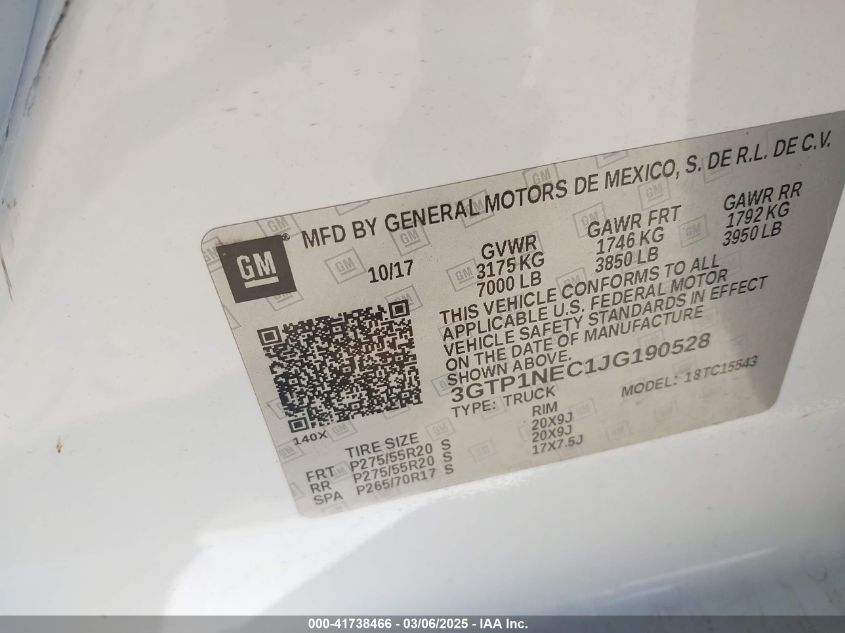 MFD BY GENERAL MOTORS DE MEXICO, S. DE R.L. DE C.V.
GM ®
10/17
GVWR GAWR FRT GAWR RR
3175 KG 1746 KG 1792 KG
7000 LB 3850 LB 3950 LB
THIS VEHICLE CONFORMS TO ALL
APPLICABLE U.S. FEDERAL MOTOR
VEHICLE SAFETY STANDARDS IN EFFECT
ON THE DATE OF MANUFACTURE
SHOWN ABOVE.
3GTP1NEC1JG190528
TYPE: TRUCK MODEL: 18TC15543
140X
TIRE SIZE RIM
FRT P275/55R20 S 20X9J
RR P275/55R20 S 20X9J
SPA P265/70R17 S 17X7.5J
000-41738466 - 03/06/2025 - IAA Inc.